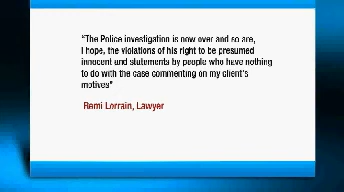 “The Police investigation is now over and so are,
I hope, the violations of his right to be presumed
innocent and statements by people who have nothing
to do with the case commenting on my client's
motives”
Remi Lorrain, Lawyer